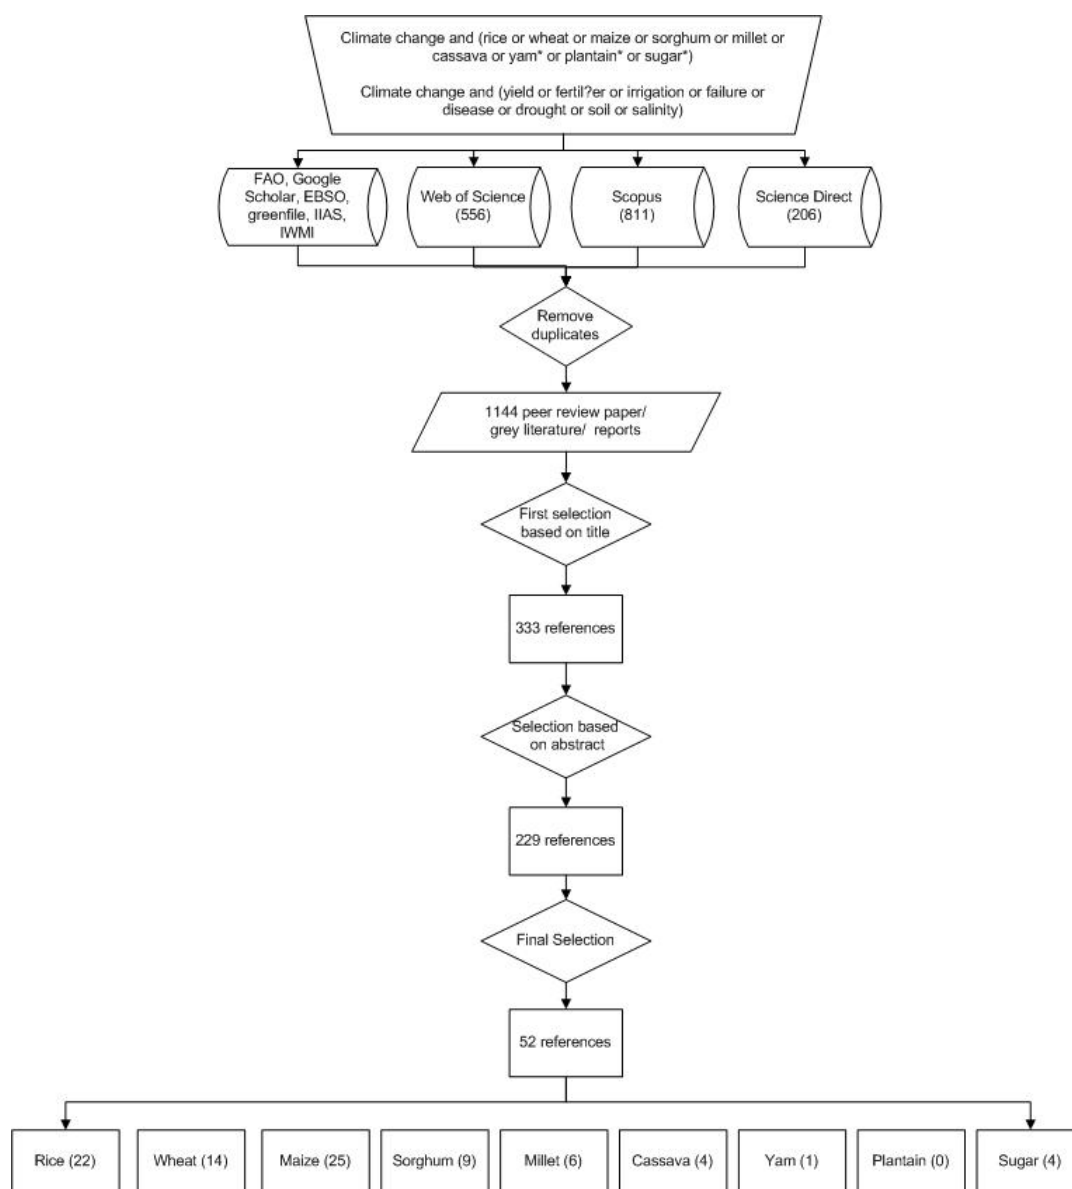 Climate change and (rice or wheat or maize or sorghum or millet or
cassava or yam* or plantain* or sugar*)
Climate change and (yield or fertil?er or irrigation or failure or
disease or drought or soil or salinity)
FAO, Google
Scholar, EBSO,
greenfile, IIAS,
IWMI
Web of Science
(556)
Scopus
(811)
Science Direct
(206)
Remove
duplicates
1144 peer review paper/
grey literature/ reports
First selection
based on title
333 references
Selection based
on abstract
229 references
Final Selection
52 references
Rice (22)
Wheat (14)
Maize (25)
Sorghum (9)
Millet (6)
Cassava (4)
Yam (1)
Plantain (0)
Sugar (4)